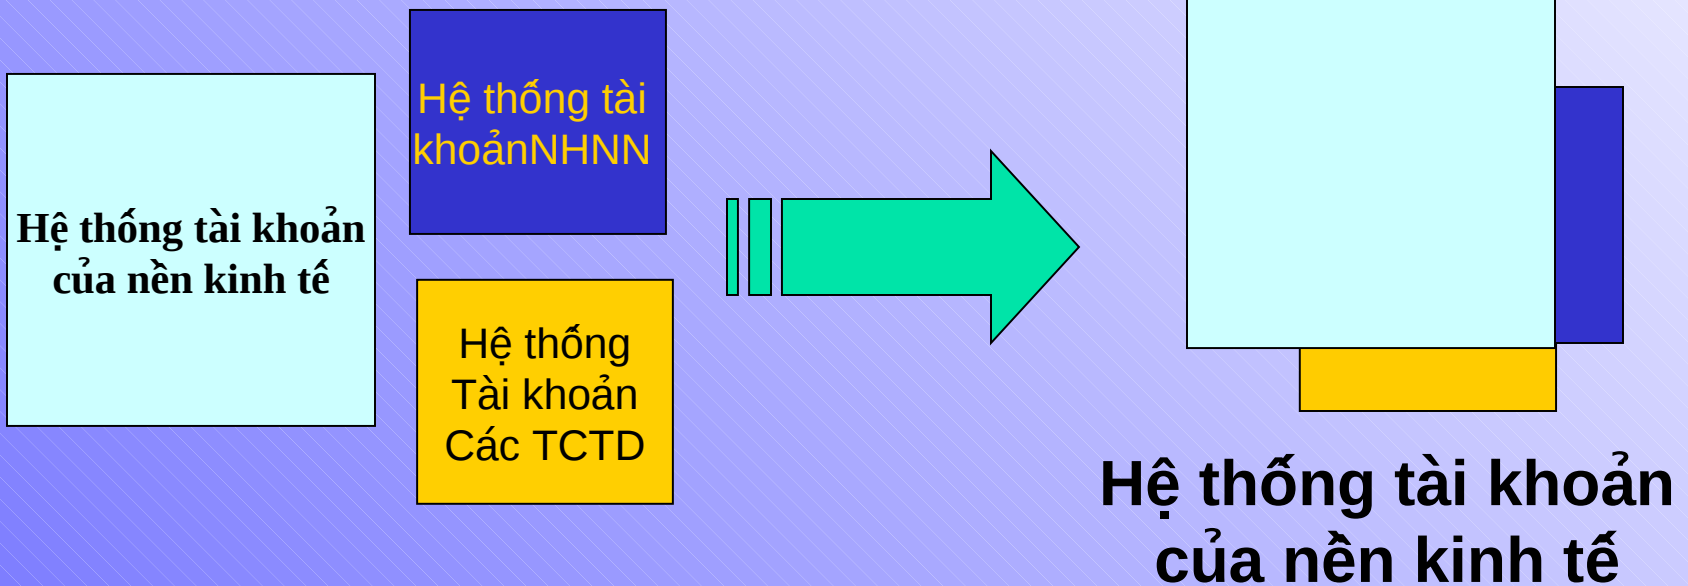 Hệ thống tài khoản
của nền kinh tế
Hệ thống tài
khoảnNHNN
Hệ thống
Tài khoản
Các TCTD
Hệ thống tài khoản
của nền kinh tế